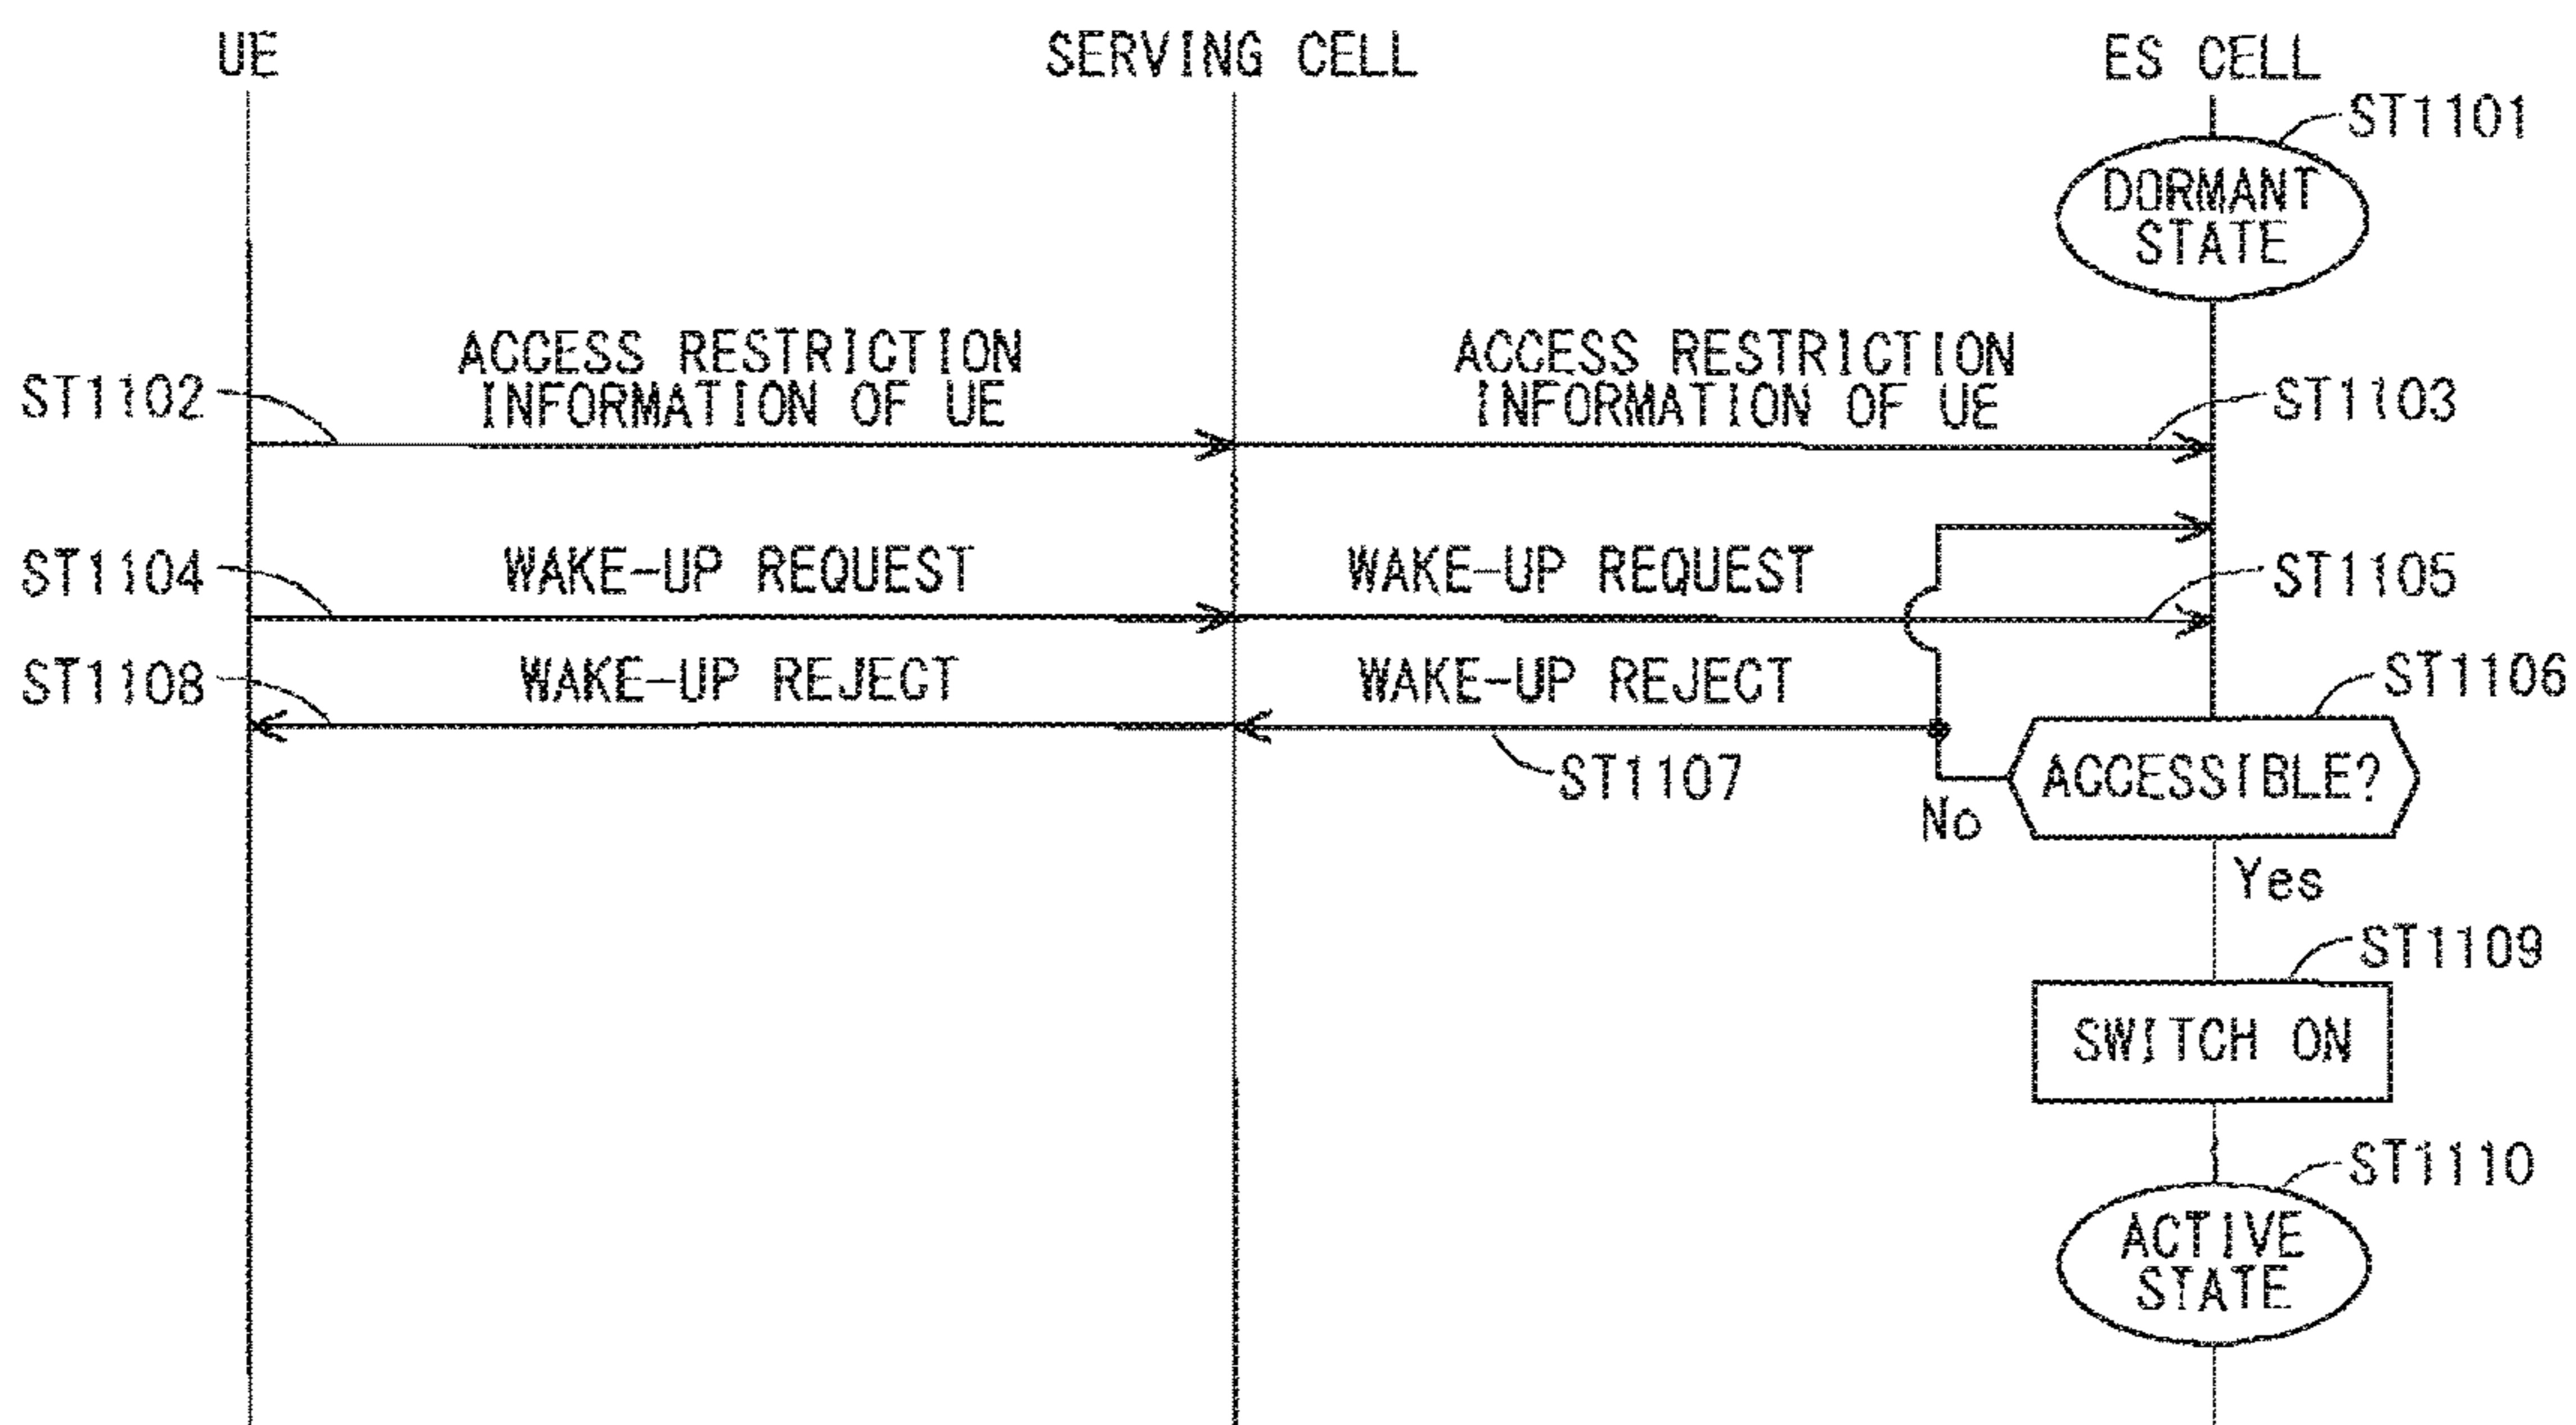 UE
SERVING CELL
ES CELL
ST1101
DORMANT
STATE
ACCESS RESTRICTION
INFORMATION OF UE
ACCESS RESTRICTION
INFORMATION OF UE
ST1102
ST1103
ST1104
WAKE-UP REQUEST
WAKE-UP REQUEST
ST1105
ST1108
WAKE-UP REJECT
WAKE-UP REJECT
ST1106
ST1107
ACCESSIBLE?
No
Yes
ST1109
SWITCH ON
ST1110
ACTIVE
STATE